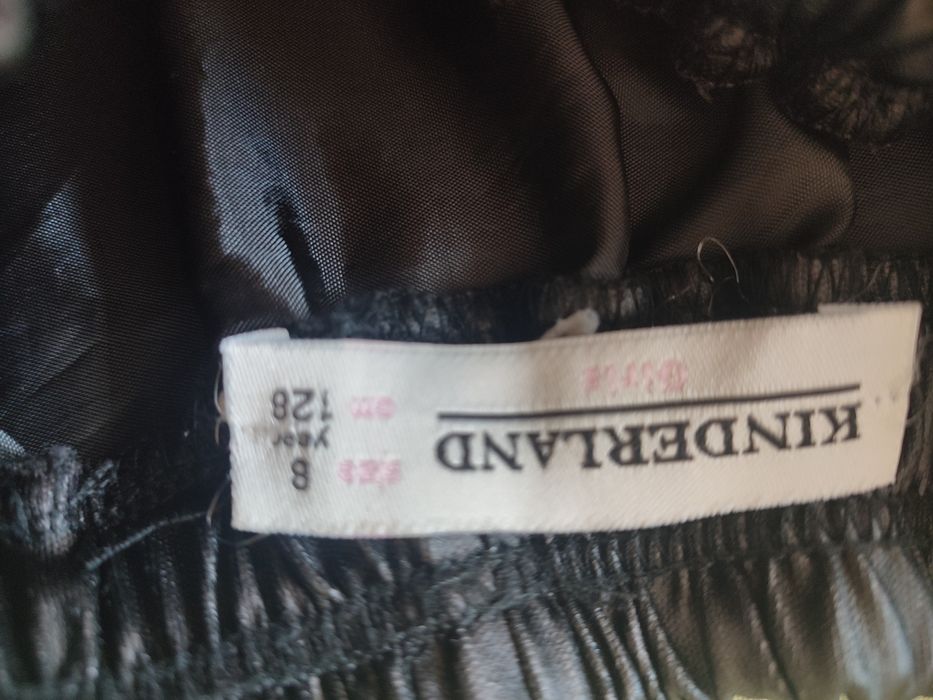 KINDERLAND
girls
size 8
year
cm 128